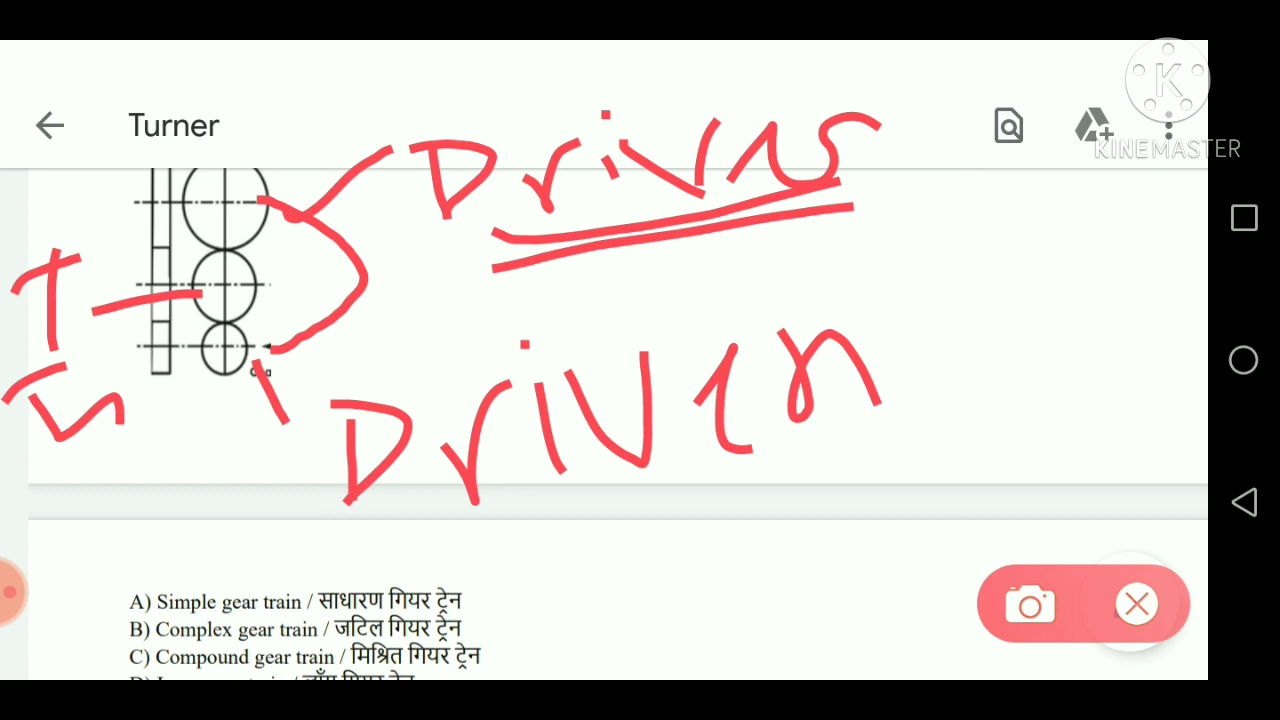 Turner
KINEMASTER
Driver
Driven
A) Simple gear train / साधारण गियर ट्रेन
B) Complex gear train / जटिल गियर ट्रेन
C) Compound gear train / मिश्रित गियर ट्रेन